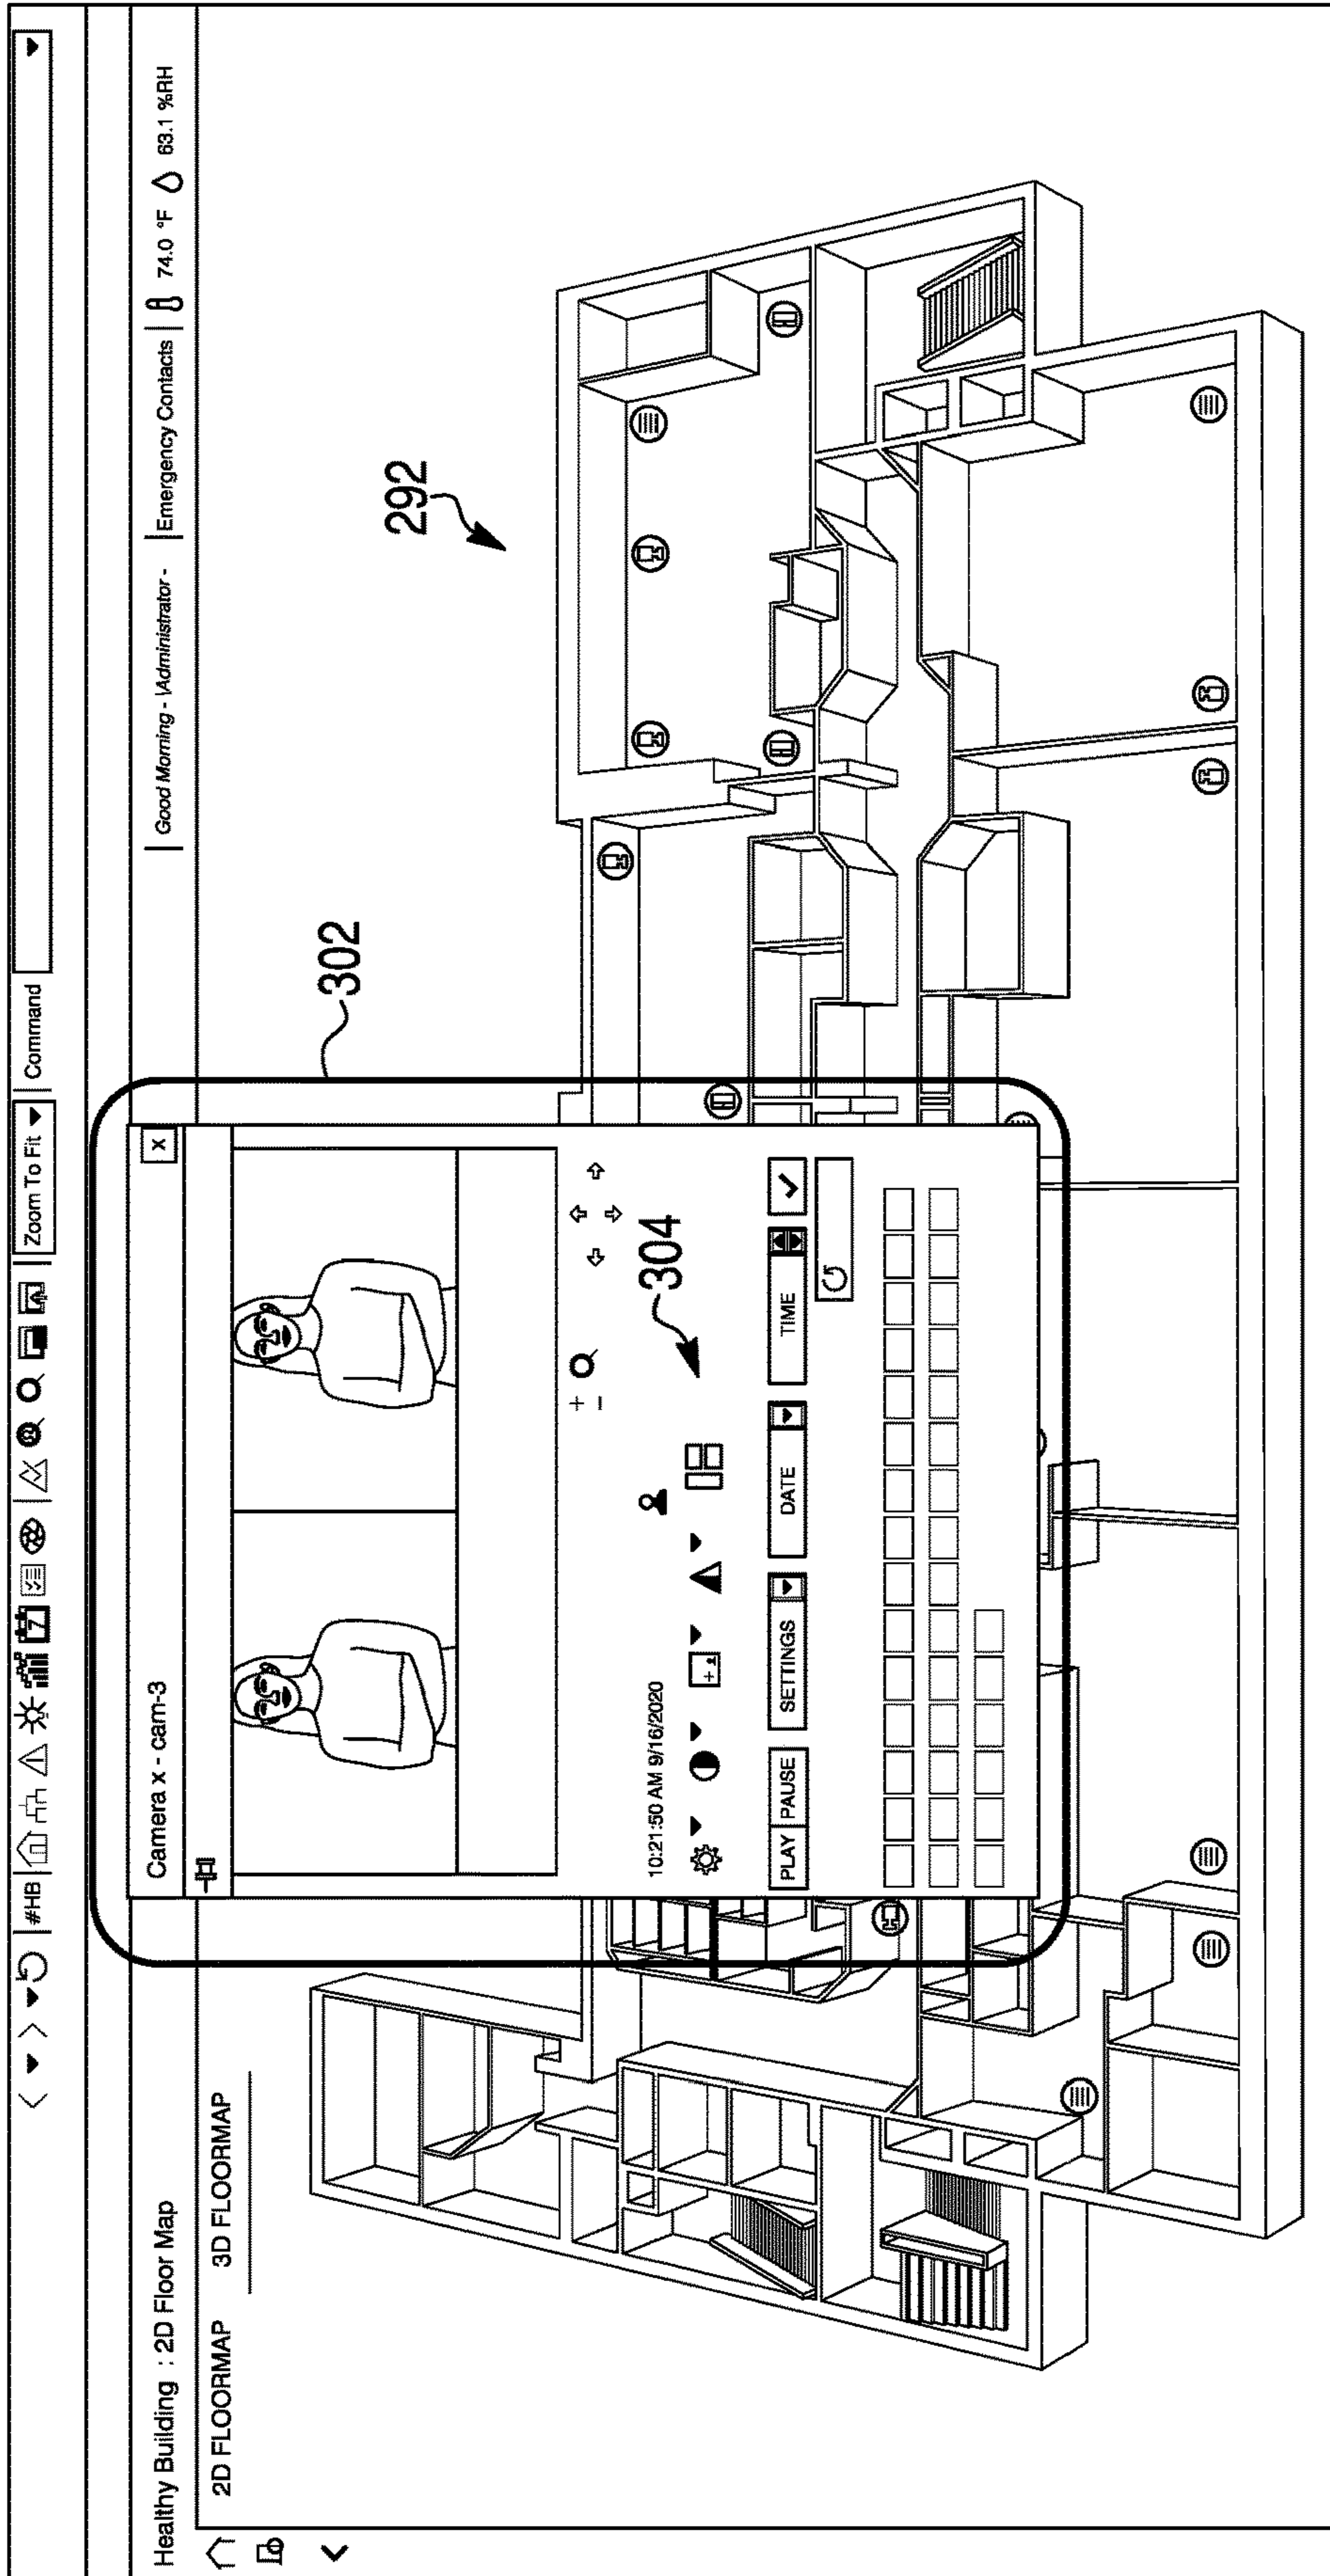 #HB Zoom To Fit Command
Healthy Building : 2D Floor Map
Good Morning - \Administrator - Emergency Contacts 74.0 °F 63.1 %RH
2D FLOORMAP 3D FLOORMAP
Camera x - cam-3 X
302
292
10:21:50 AM 9/16/2020
304
PLAY PAUSE SETTINGS DATE TIME